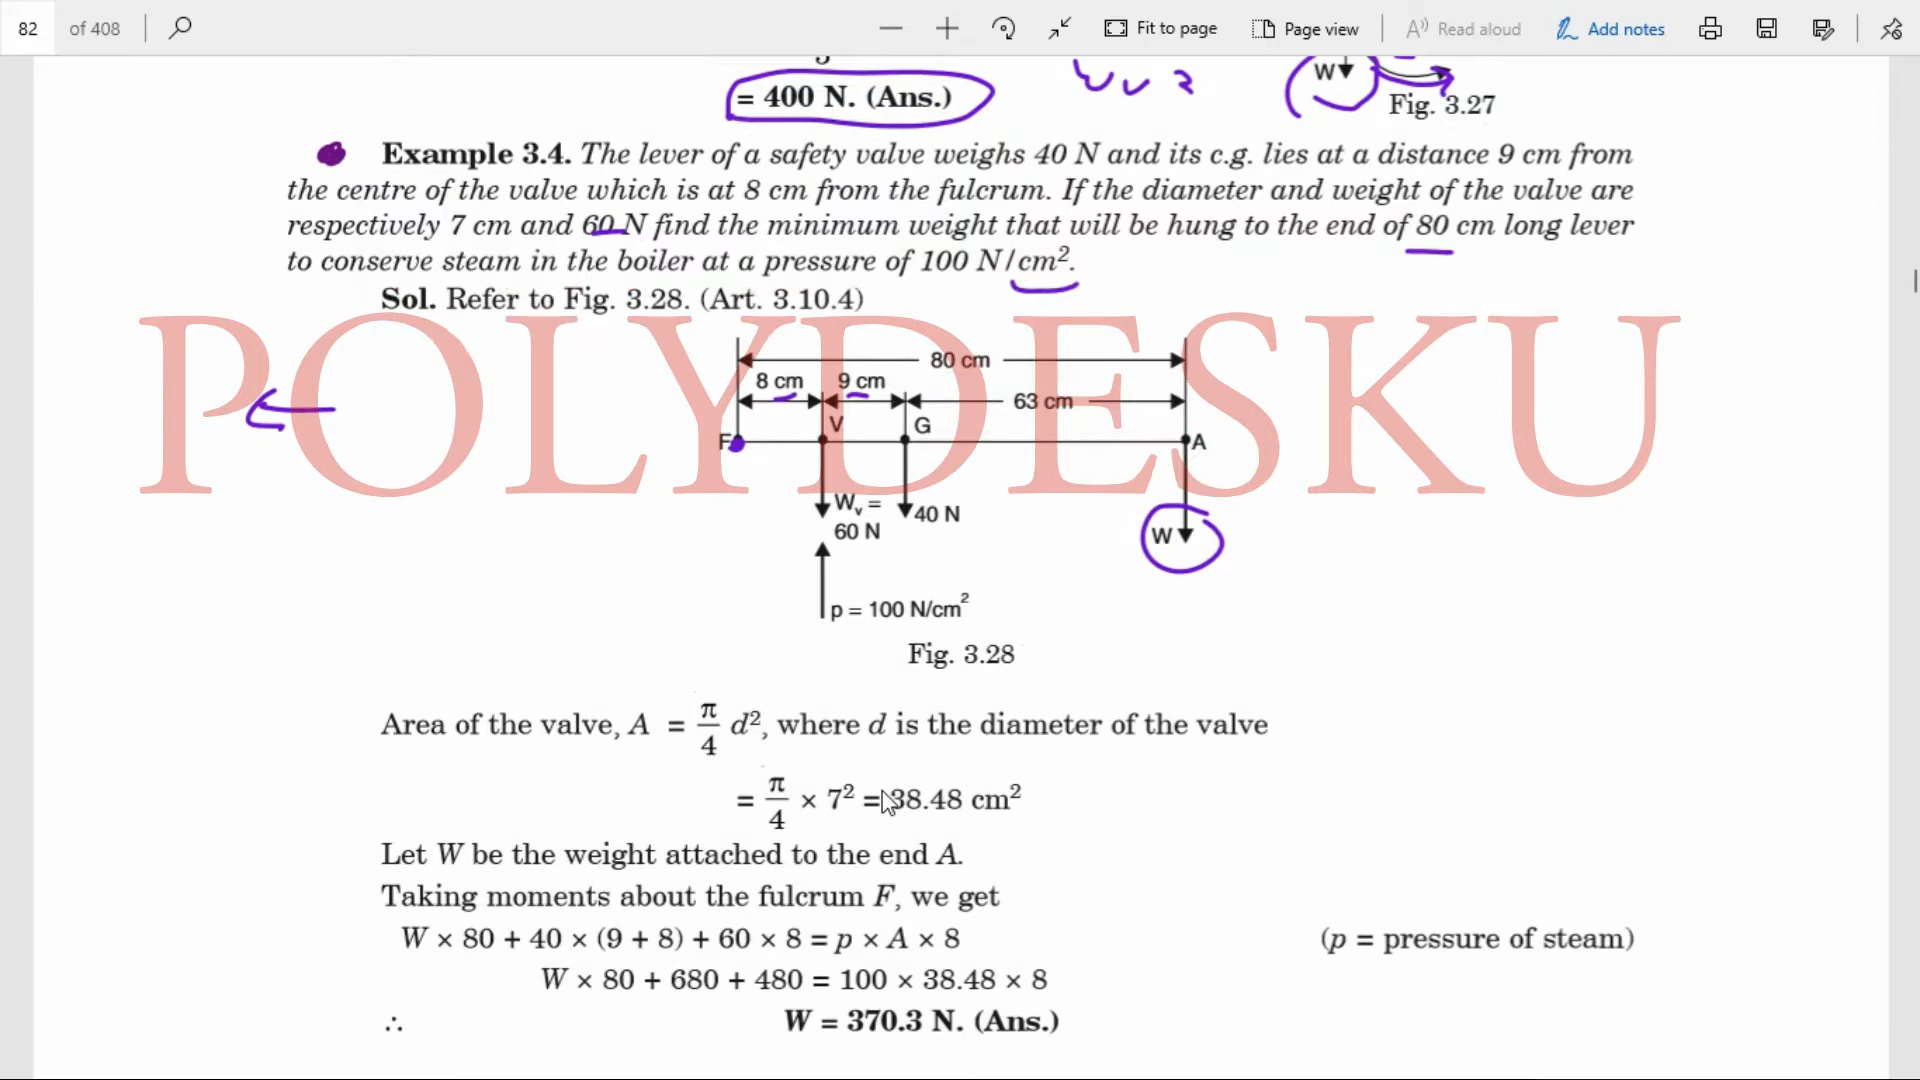 82 of 408 Fit to page Page view Read aloud Add notes
= 400 N. (Ans.)
W
Fig. 3.27
Example 3.4. The lever of a safety valve weighs 40 N and its c.g. lies at a distance 9 cm from
the centre of the valve which is at 8 cm from the fulcrum. If the diameter and weight of the valve are
respectively 7 cm and 60 N find the minimum weight that will be hung to the end of 80 cm long lever
to conserve steam in the boiler at a pressure of 100 N/cm².
Sol. Refer to Fig. 3.28. (Art. 3.10.4)
POLYDESKU
80 cm
8 cm 9 cm
63 cm
F V G A
Wv =
60 N
40 N
W
p = 100 N/cm²
Fig. 3.28
Area of the valve, A = π/4 d², where d is the diameter of the valve
= π/4 × 7² = 38.48 cm²
Let W be the weight attached to the end A.
Taking moments about the fulcrum F, we get
W × 80 + 40 × (9 + 8) + 60 × 8 = p × A × 8 (p = pressure of steam)
W × 80 + 680 + 480 = 100 × 38.48 × 8
∴ W = 370.3 N. (Ans.)